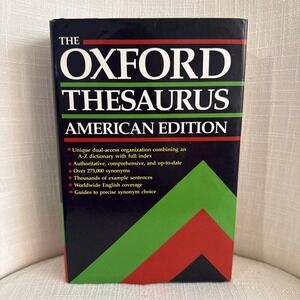 THE
OXFORD
THESAURUS
AMERICAN EDITION
• Unique dual-access organization combining an
A-Z dictionary with full index
• Authoritative, comprehensive, and up-to-date
• Over 275,000 synonyms
• Thousands of example sentences
• Worldwide English coverage
• Guides to precise synonym choice